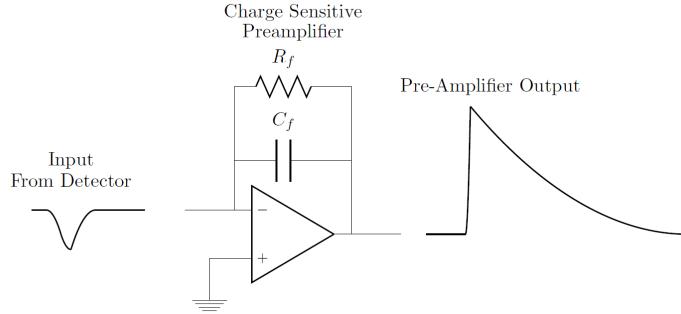 Charge Sensitive
Preamplifier
R_f
Pre-Amplifier Output
C_f
Input
From Detector
−
+